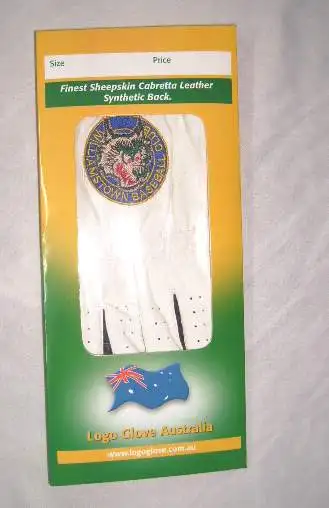 Size Price
Finest Sheepskin Cabretta Leather
Synthetic Back.
WILLIAMSTOWN BASEBALL CLUB
Logo Glove Australia
www.logoglove.com.au